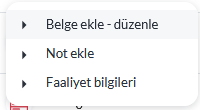 Belge ekle - düzenle
Not ekle
Faaliyet bilgileri